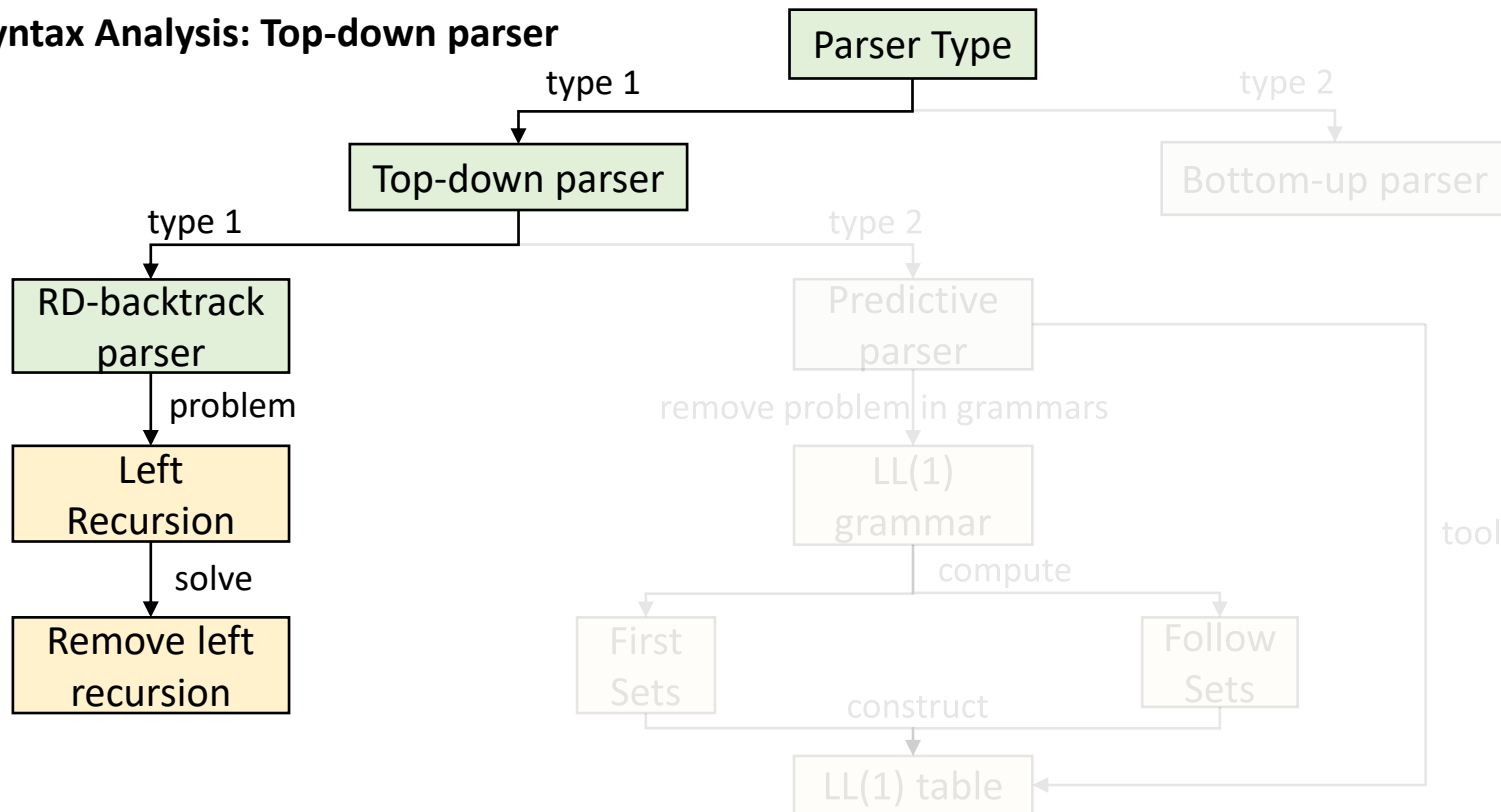 yntax Analysis: Top-down parser
Parser Type
type 1
type 2
Top-down parser
Bottom-up parser
type 1
type 2
RD-backtrack
parser
Predictive
parser
problem
remove problem in grammars
Left
Recursion
LL(1)
grammar
tool
solve
compute
Remove left
recursion
First
Sets
Follow
Sets
construct
LL(1) table